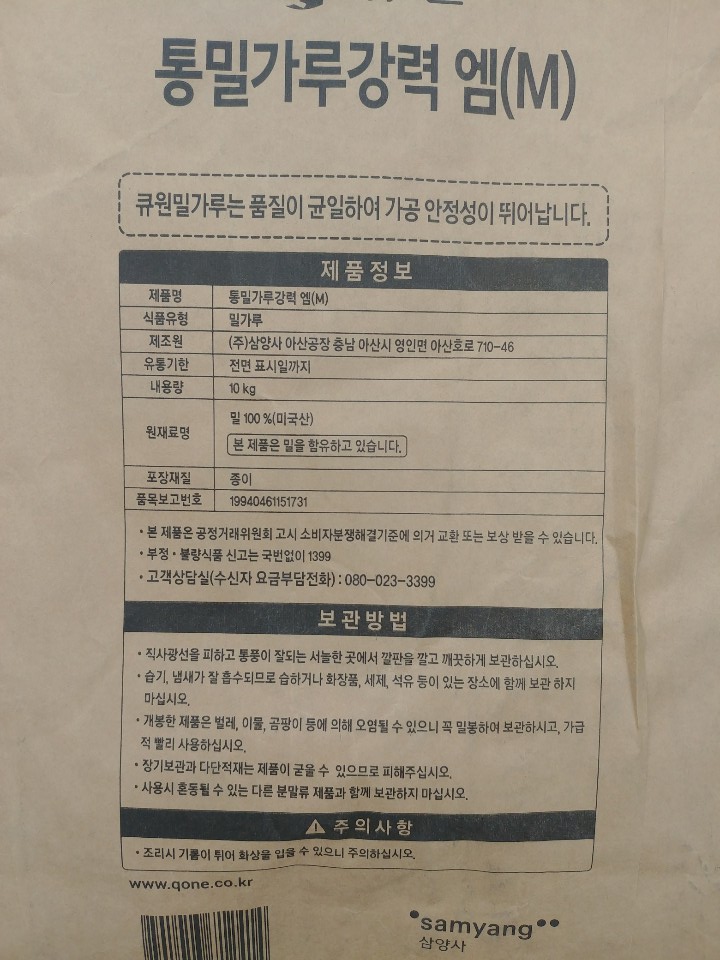 통밀가루강력 엠(M)
큐원밀가루는 품질이 균일하여 가공 안정성이 뛰어납니다.
제품정보
제품명 통밀가루강력 엠(M)
식품유형 밀가루
제조원 (주)삼양사 아산공장 충남 아산시 영인면 아산호로 710-46
유통기한 전면 표시일까지
내용량 10 kg
원재료명 밀 100 %(미국산)
본 제품은 밀을 함유하고 있습니다.
포장재질 종이
품목보고번호 19940461151731
• 본 제품온 공정거래위원회 고시 소비자분쟁해결기준에 의거 교환 또는 보상 받을 수 있습니다.
• 부정·불량식품 신고는 국번없이 1399
• 고객상담실(수신자 요금부담전화) : 080-023-3399
보관방법
• 직사광선을 피하고 통풍이 잘되는 서늘한 곳에서 깔판을 깔고 깨끗하게 보관하십시오.
• 습기, 냄새가 잘 흡수되므로 습하거나 화장품, 세제, 석유 등이 있는 장소에 함께 보관 하지
마십시오.
• 개봉한 제품은 벌레, 이물, 곰팡이 등에 의해 오염될 수 있으니 꼭 밀봉하여 보관하시고, 가급
적 빨리 사용하십시오.
• 장기보관과 다단적재는 제품이 굳을 수 있으므로 피해주십시오.
• 사용시 혼동될 수 있는 다른 분말류 제품과 함께 보관하지 마십시오.
주의사항
• 조리시 기름이 튀어 화상을 입을 수 있으니 주의하십시오.
www.qone.co.kr
samyang
삼양사